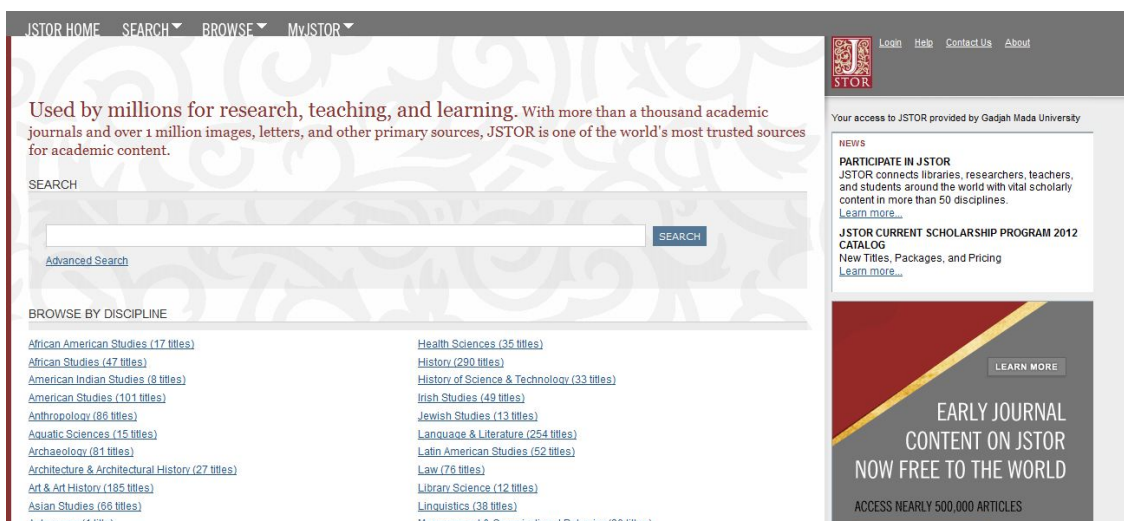 JSTOR HOME SEARCH BROWSE MyJSTOR
JSTOR
Login Help Contact Us About
Used by millions for research, teaching, and learning. With more than a thousand academic
journals and over 1 million images, letters, and other primary sources, JSTOR is one of the world's most trusted sources
for academic content.
SEARCH
SEARCH
Advanced Search
BROWSE BY DISCIPLINE
African American Studies (17 titles)
African Studies (47 titles)
American Indian Studies (8 titles)
American Studies (101 titles)
Anthropology (86 titles)
Aquatic Sciences (15 titles)
Archaeology (81 titles)
Architecture & Architectural History (27 titles)
Art & Art History (185 titles)
Asian Studies (66 titles)
Health Sciences (35 titles)
History (290 titles)
History of Science & Technology (33 titles)
Irish Studies (49 titles)
Jewish Studies (13 titles)
Language & Literature (254 titles)
Latin American Studies (52 titles)
Law (76 titles)
Library Science (12 titles)
Linguistics (38 titles)
Your access to JSTOR provided by Gadjah Mada University
NEWS
PARTICIPATE IN JSTOR
JSTOR connects libraries, researchers, teachers,
and students around the world with vital scholarly
content in more than 50 disciplines.
Learn more...
JSTOR CURRENT SCHOLARSHIP PROGRAM 2012
CATALOG
New Titles, Packages, and Pricing
Learn more...
LEARN MORE
EARLY JOURNAL
CONTENT ON JSTOR
NOW FREE TO THE WORLD
ACCESS NEARLY 500,000 ARTICLES